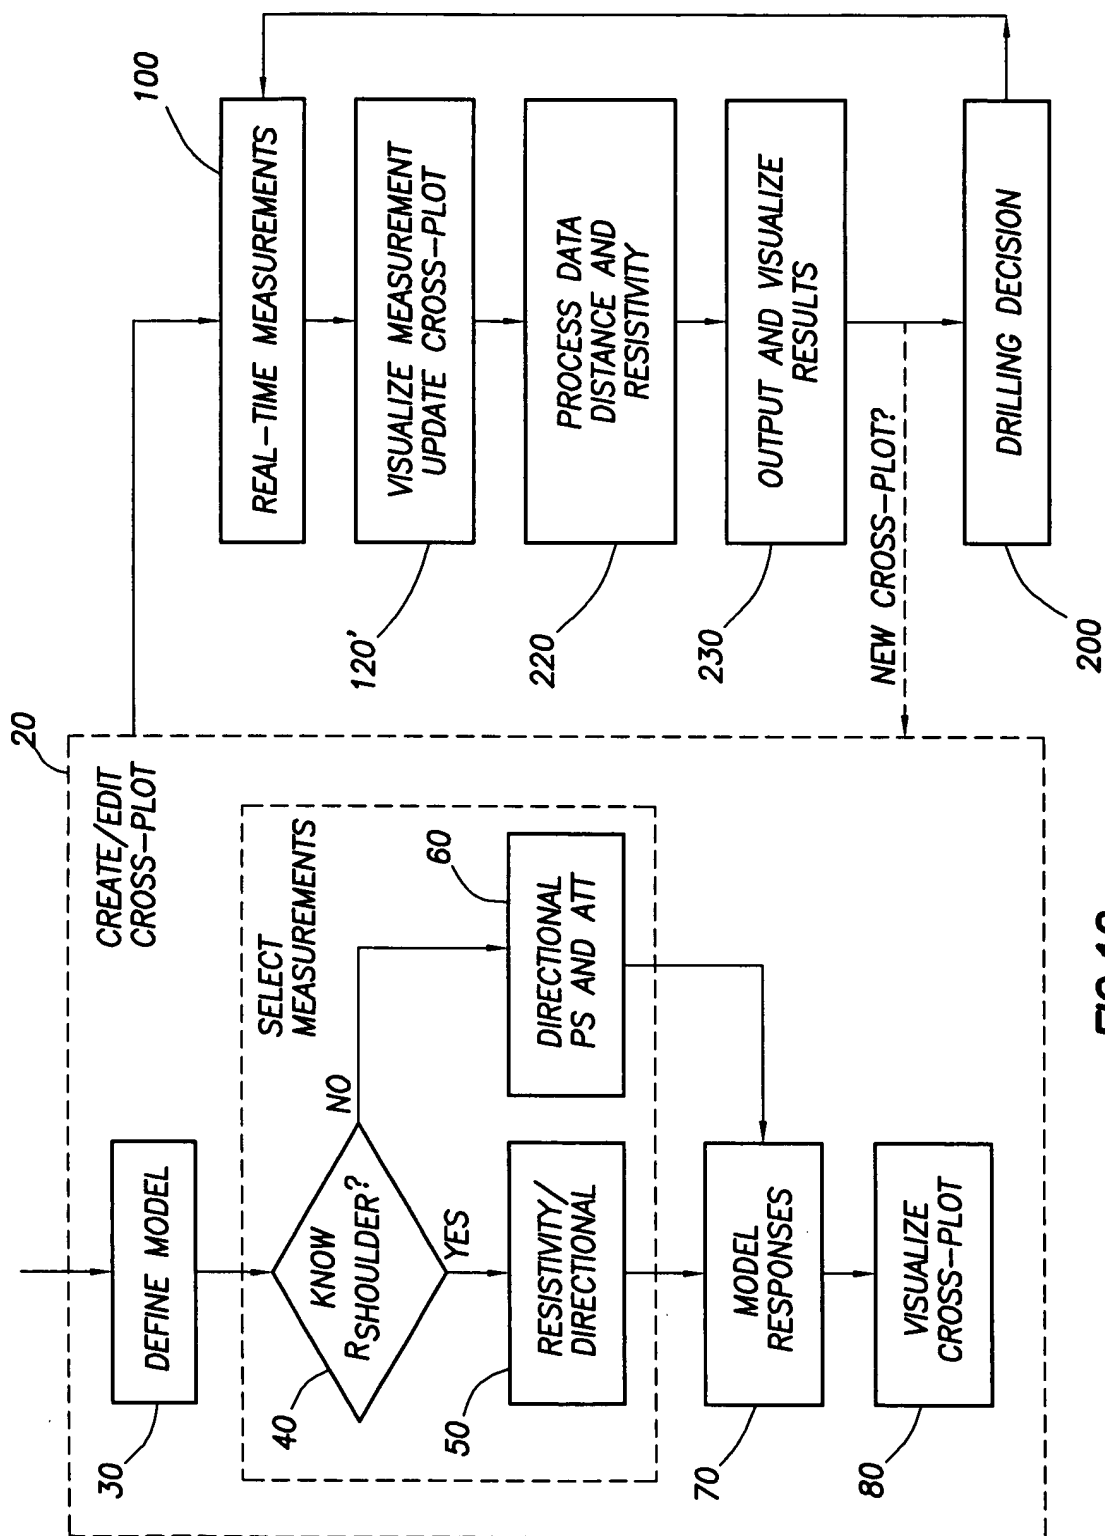 20
CREATE/EDIT
CROSS-PLOT
30
DEFINE MODEL
SELECT
MEASUREMENTS
40
KNOW
RSHOULDER?
NO
YES
50
RESISTIVITY/
DIRECTIONAL
60
DIRECTIONAL
PS AND ATT
70
MODEL
RESPONSES
80
VISUALIZE
CROSS-PLOT
100
REAL-TIME MEASUREMENTS
120'
VISUALIZE MEASUREMENT
UPDATE CROSS-PLOT
220
PROCESS DATA
DISTANCE AND
RESISTIVITY
230
OUTPUT AND VISUALIZE
RESULTS
NEW CROSS-PLOT?
200
DRILLING DECISION